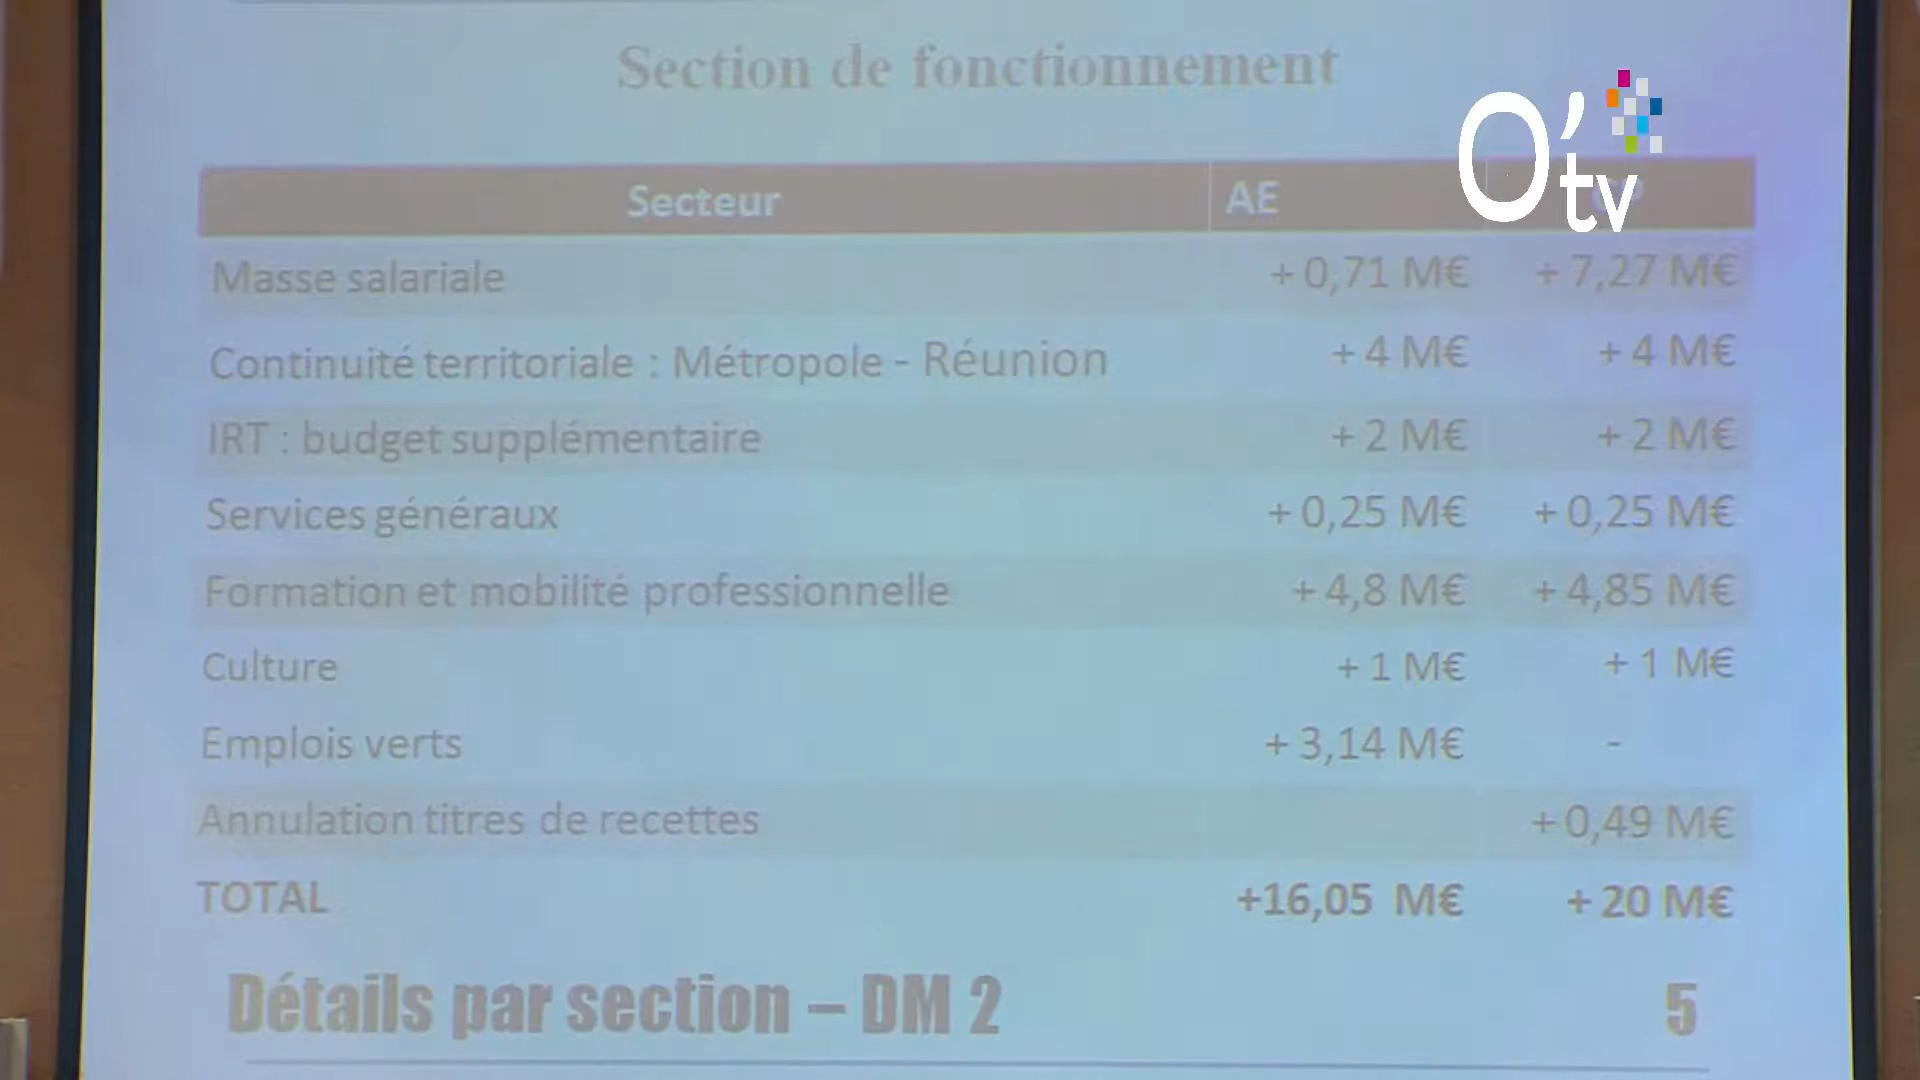 Section de fonctionnement
O'tv
Secteur AE CP
Masse salariale + 0,71 M€ + 7,27 M€
Continuité territoriale : Métropole - Réunion + 4 M€ + 4 M€
IRT : budget supplémentaire + 2 M€ + 2 M€
Services généraux + 0,25 M€ + 0,25 M€
Formation et mobilité professionnelle + 4,8 M€ + 4,85 M€
Culture + 1 M€ + 1 M€
Emplois verts + 3,14 M€ -
Annulation titres de recettes + 0,49 M€
TOTAL +16,05 M€ + 20 M€
Détails par section – DM 2 5